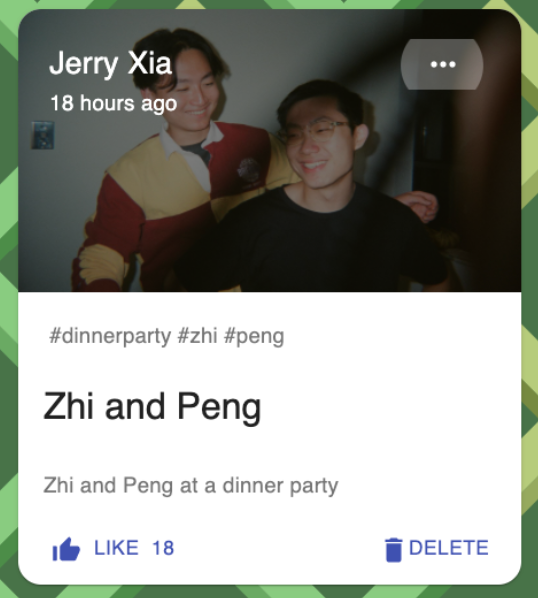 Jerry Xia
•••
18 hours ago
#dinnerparty #zhi #peng
Zhi and Peng
Zhi and Peng at a dinner party
LIKE 18
DELETE